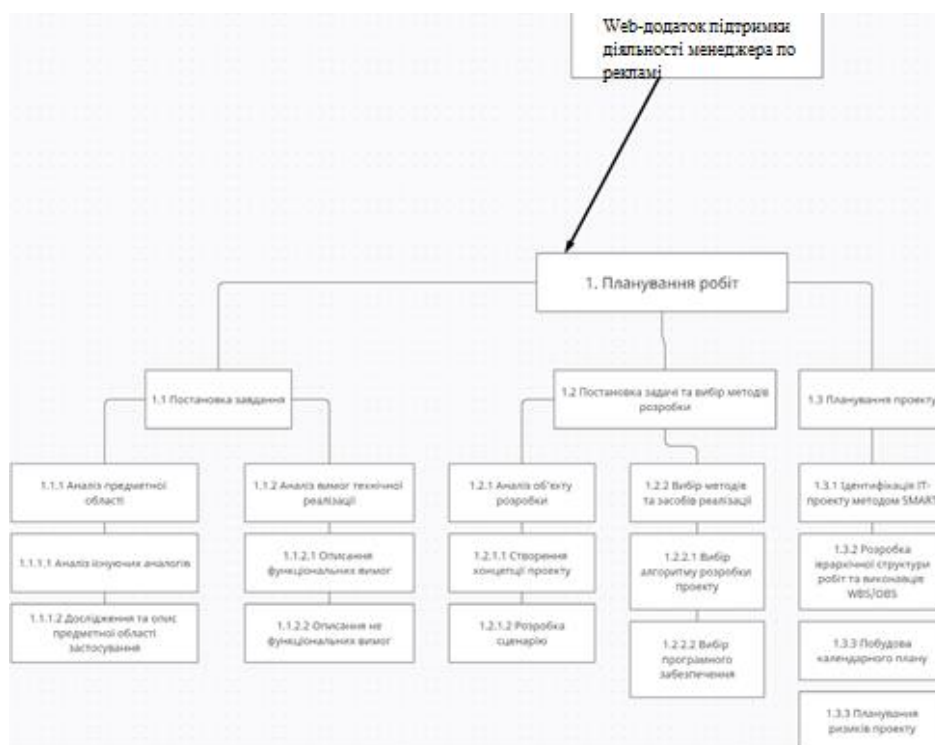 Web-додаток підтримки
діяльності менеджера по
рекламі
1. Планування робіт
1.1 Постановка завдання
1.2 Постановка задачі та вибір методів
розробки
1.3 Планування проекту
1.1.1 Аналіз предметної
області
1.1.2 Аналіз вимог технічної
реалізації
1.2.1 Аналіз об'єкту
розробки
1.2.2 Вибір методів
та засобів реалізації
1.3.1 Ідентифікація ІТ-
проекту методом SMART
1.1.1.1 Аналіз існуючих аналогів
1.1.2.1 Описання
функціональних вимог
1.2.1.1 Створення
концепції проекту
1.2.2.1 Вибір
алгоритму розробки
проекту
1.3.2 Розробка
ієрархічної структури
робіт та виконавців
WBS/OBS
1.1.1.2 Дослідження та опис
предметної області
застосування
1.1.2.2 Описання не
функціональних вимог
1.2.1.2 Розробка
сценарію
1.2.2.2 Вибір
програмного
забезпечення
1.3.3 Побудова
календарного плану
1.3.3 Планування
ризиків проекту